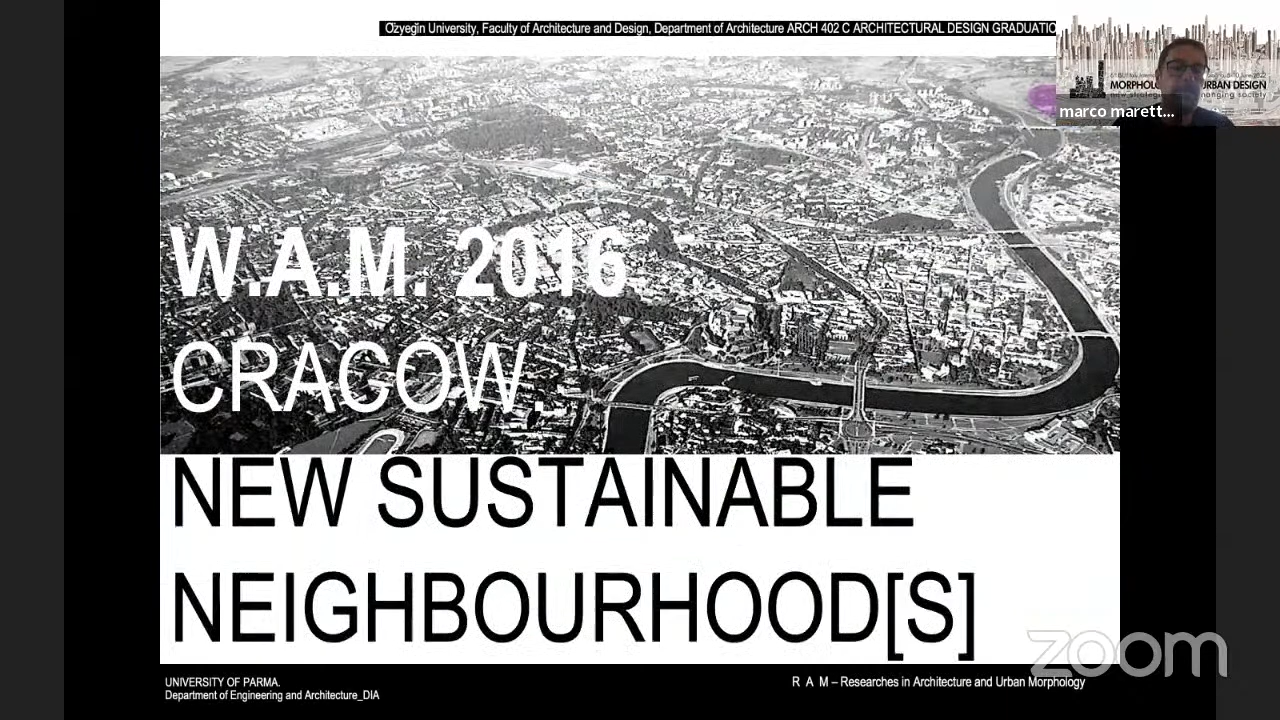 Özyeğin University, Faculty of Architecture and Design, Department of Architecture ARCH 402 C ARCHITECTURAL DESIGN GRADUATIO
MORPHOLO URBAN DESIGN
marco marett...
W.A.M. 2016
CRACOW.
NEW SUSTAINABLE
NEIGHBOURHOOD[S]
zoom
UNIVERSITY OF PARMA.
Department of Engineering and Architecture_DIA
R A M – Researches in Architecture and Urban Morphology